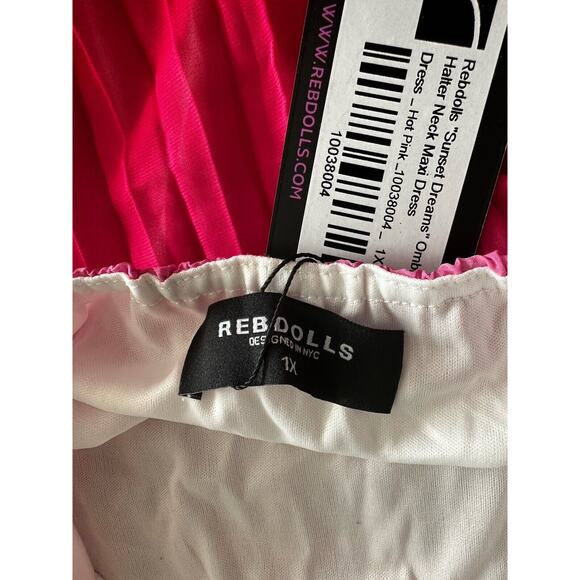 WWW.REBDOLLS.COM
Rebdolls "Sunset Dreams" Omb
Halter Neck Maxi Dress
Dress _ Hot Pink _10038004 _ 1X
10038004
REBDOLLS
DESIGNED IN NYC
1X